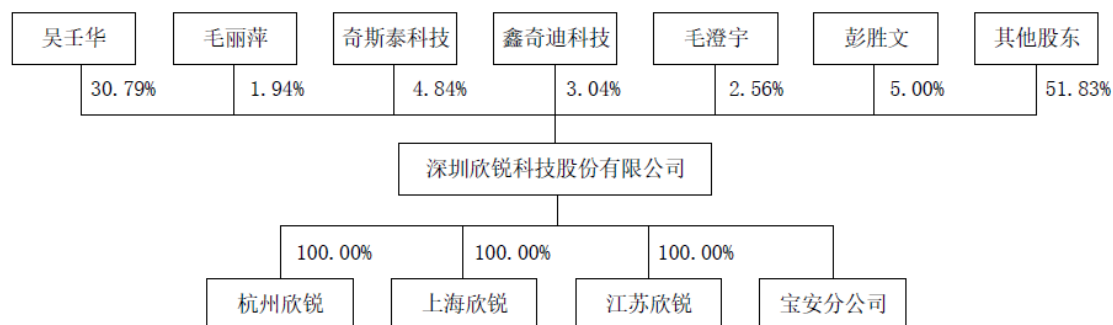 吴壬华 毛丽萍 奇斯泰科技 鑫奇迪科技 毛澄宇 彭胜文 其他股东
30.79% 1.94% 4.84% 3.04% 2.56% 5.00% 51.83%
深圳欣锐科技股份有限公司
100.00% 100.00% 100.00%
杭州欣锐 上海欣锐 江苏欣锐 宝安分公司